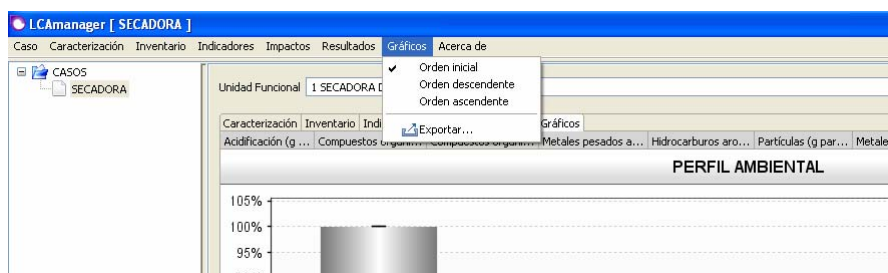 LCAmanager [ SECADORA ]
Caso Caracterización Inventario Indicadores Impactos Resultados Gráficos Acerca de
CASOS
SECADORA
Orden inicial
Orden descendente
Orden ascendente
Exportar...
Unidad Funcional 1 SECADORA
Caracterización Inventario Indi Gráficos
Acidificación (g ... Compuestos Metales pesados a... Hidrocarburos aro... Partículas (g par... Metale
PERFIL AMBIENTAL
105%
100%
95%